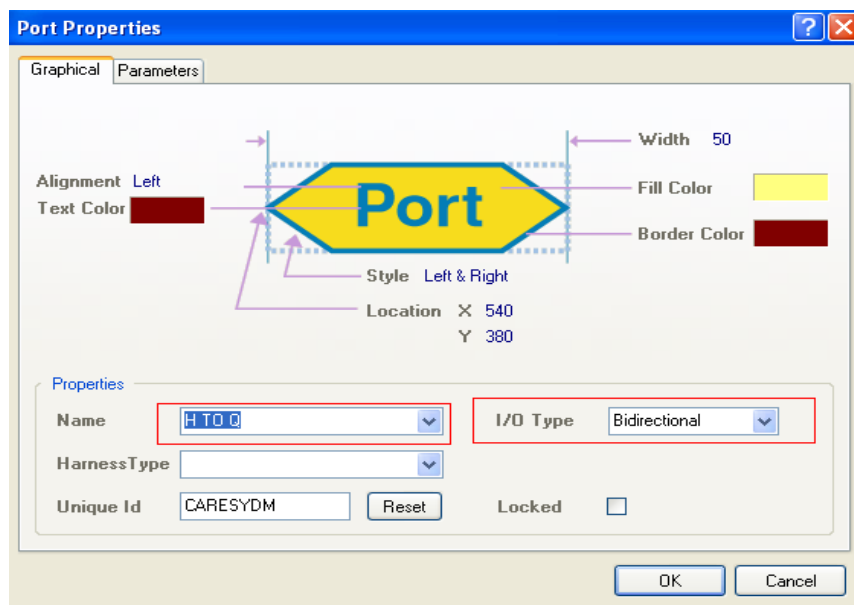 Port Properties
Graphical Parameters
Width 50
Alignment Left
Fill Color
Text Color
Port
Border Color
Style Left & Right
Location X 540
Y 380
Properties
Name H TO Q I/O Type Bidirectional
HarnessType
Unique Id CARESYDM Reset Locked
OK Cancel